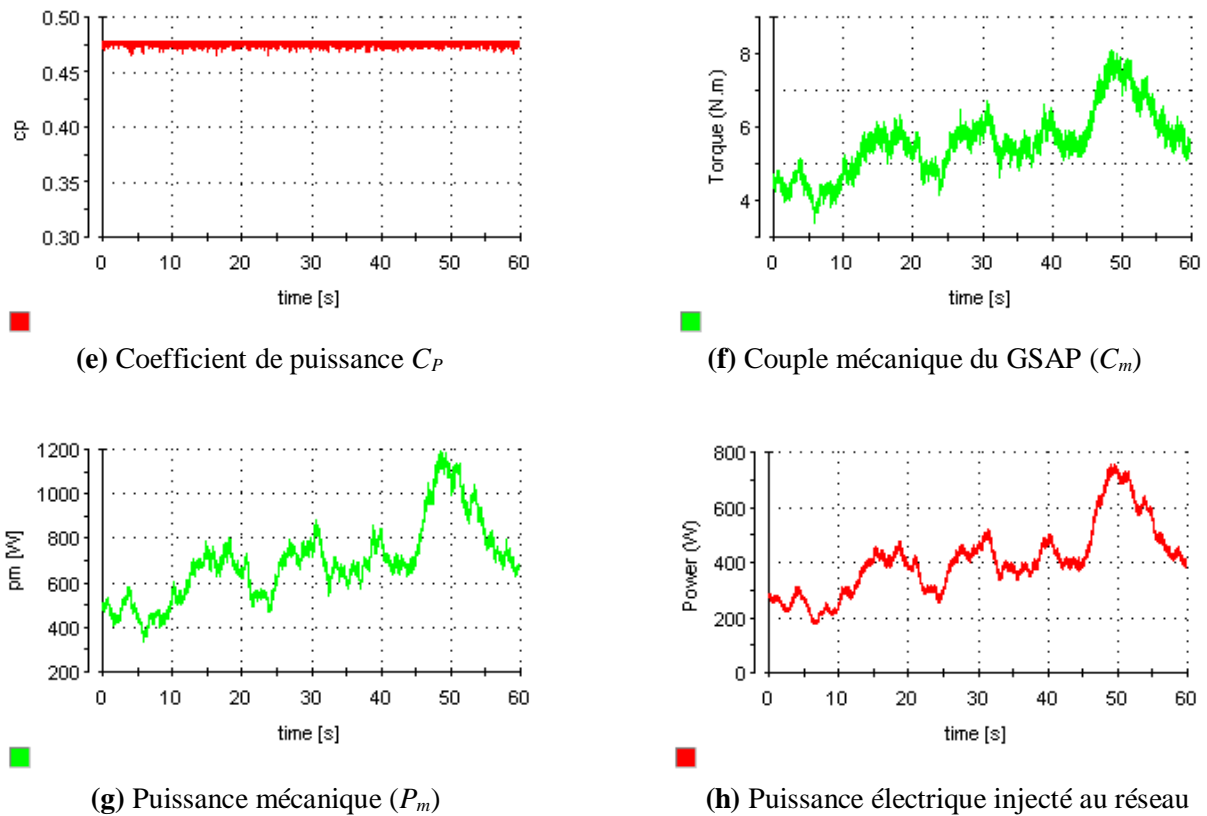 0.50
0.45
0.40
0.35
0.30
cp
0 10 20 30 40 50 60
time [s]
(e) Coefficient de puissance CP
8
6
4
Torque (N.m)
0 10 20 30 40 50 60
time [s]
(f) Couple mécanique du GSAP (Cm)
1200
1000
800
600
400
200
pm [W]
0 10 20 30 40 50 60
time [s]
(g) Puissance mécanique (Pm)
800
600
400
200
0
Power (W)
0 10 20 30 40 50 60
time [s]
(h) Puissance électrique injecté au réseau